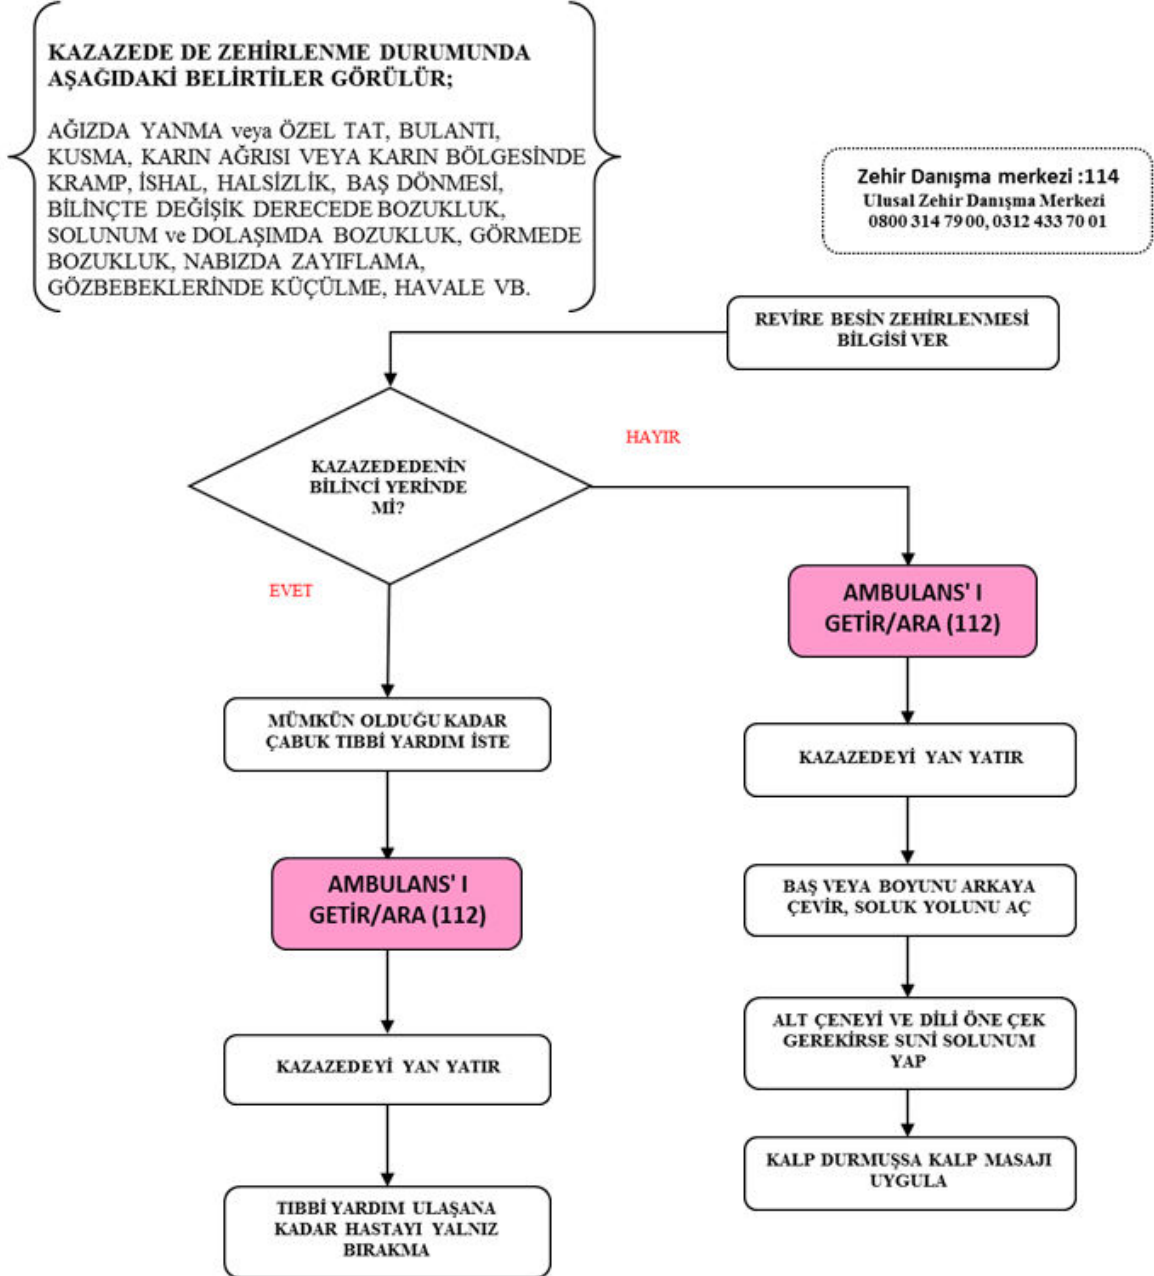 KAZAZEDE DE ZEHİRLENME DURUMUNDA
AŞAĞIDAKİ BELİRTİLER GÖRÜLÜR;
AĞIZDA YANMA veya ÖZEL TAT, BULANTI,
KUSMA, KARIN AĞRISI VEYA KARIN BÖLGESİNDE
KRAMP, İSHAL, HALSİZLİK, BAŞ DÖNMESİ,
BİLİNÇTE DEĞİŞİK DERECEDE BOZUKLUK,
SOLUNUM ve DOLAŞIMDA BOZUKLUK, GÖRMEDE
BOZUKLUK, NABIZDA ZAYIFLAMA,
GÖZBEBEKLERİNDE KÜÇÜLME, HAVALE VB.
Zehir Danışma merkezi :114
Ulusal Zehir Danışma Merkezi
0800 314 79 00, 0312 433 70 01
REVİRE BESİN ZEHİRLENMESİ
BİLGİSİ VER
KAZAZEDEDENİN
BİLİNCİ YERİNDE
Mİ?
HAYIR
EVET
AMBULANS' I
GETİR/ARA (112)
KAZAZEDEYİ YAN YATIR
BAŞ VEYA BOYUNU ARKAYA
ÇEVİR, SOLUK YOLUNU AÇ
ALT ÇENEYİ VE DİLİ ÖNE ÇEK
GEREKİRSE SUNİ SOLUNUM
YAP
KALP DURMUŞSA KALP MASAJI
UYGULA
MÜMKÜN OLDUĞU KADAR
ÇABUK TIBBİ YARDIM İSTE
AMBULANS' I
GETİR/ARA (112)
KAZAZEDEYİ YAN YATIR
TIBBİ YARDIM ULAŞANA
KADAR HASTAYI YALNIZ
BIRAKMA